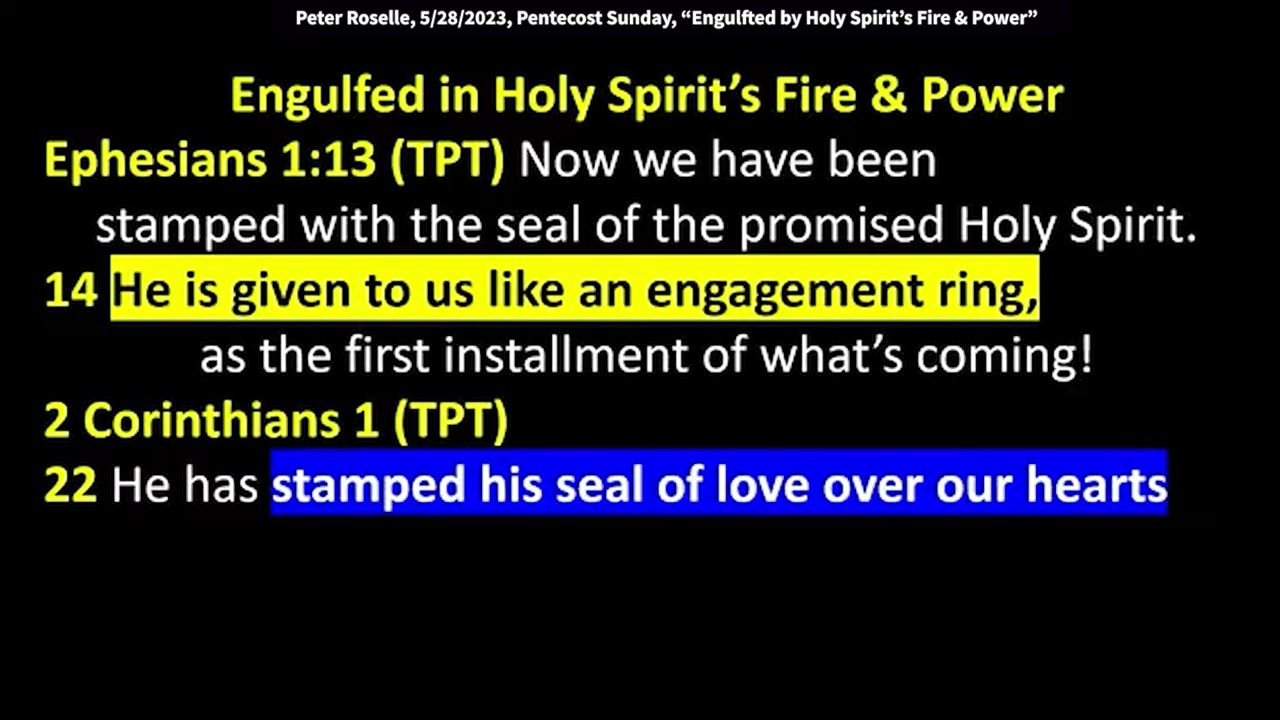 Peter Roselle, 5/28/2023, Pentecost Sunday, “Engulfted by Holy Spirit’s Fire & Power”
Engulfed in Holy Spirit’s Fire & Power
Ephesians 1:13 (TPT) Now we have been
stamped with the seal of the promised Holy Spirit.
14 He is given to us like an engagement ring,
as the first installment of what’s coming!
2 Corinthians 1 (TPT)
22 He has stamped his seal of love over our hearts